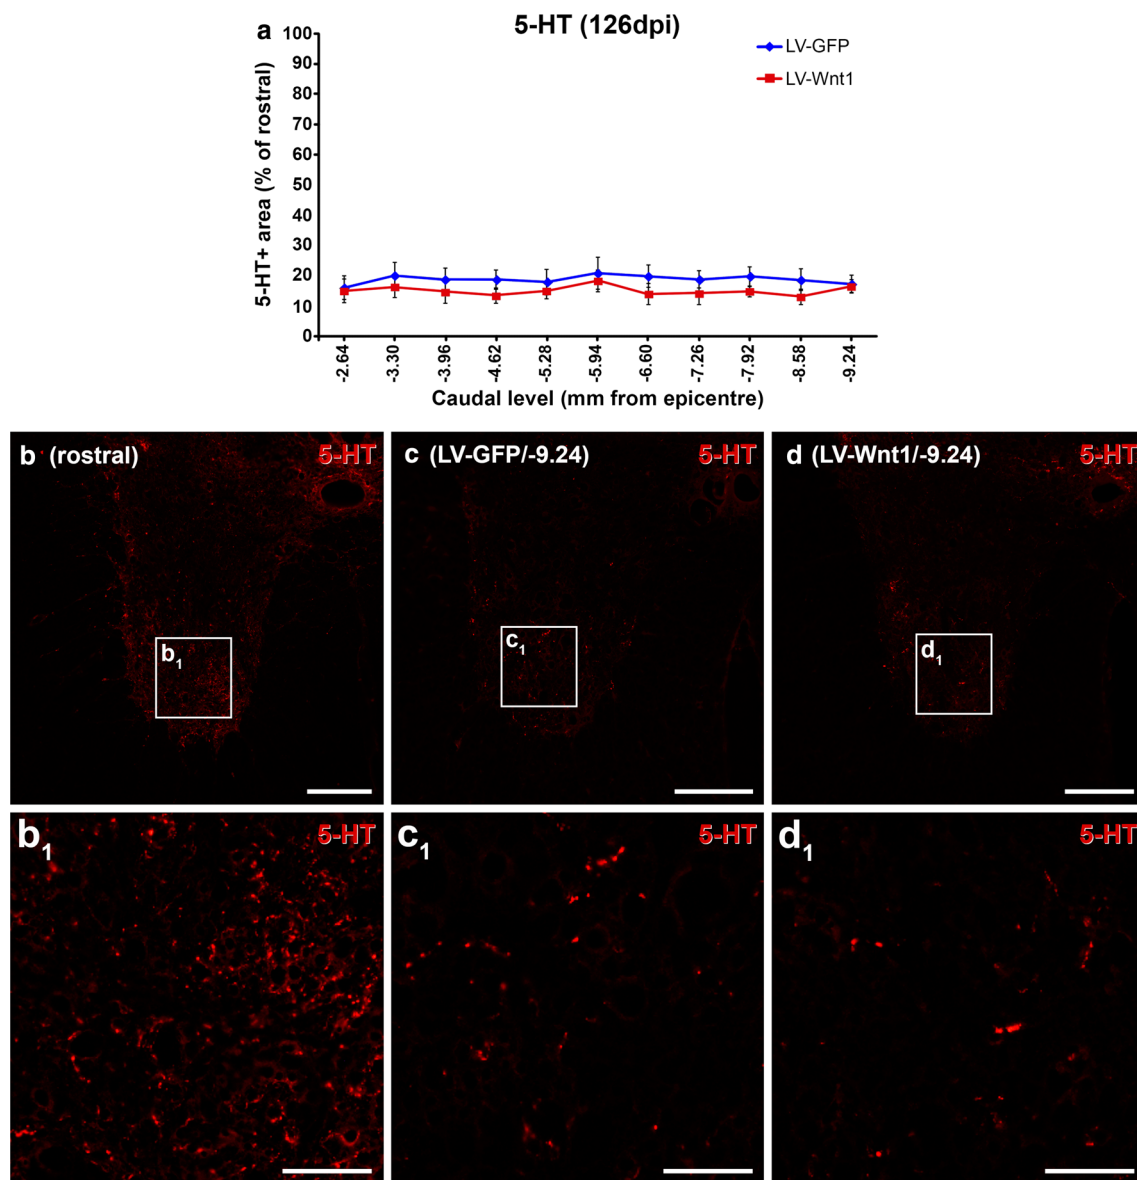 a
5-HT (126dpi)
LV-GFP
LV-Wnt1
5-HT+ area (% of rostral)
100
90
80
70
60
50
40
30
20
10
0
-2.64
-3.30
-3.96
-4.62
-5.28
-5.94
-6.60
-7.26
-7.92
-8.58
-9.24
Caudal level (mm from epicentre)
b (rostral) 5-HT
c (LV-GFP/-9.24) 5-HT
d (LV-Wnt1/-9.24) 5-HT
b1
c1
d1
b1 5-HT
c1 5-HT
d1 5-HT